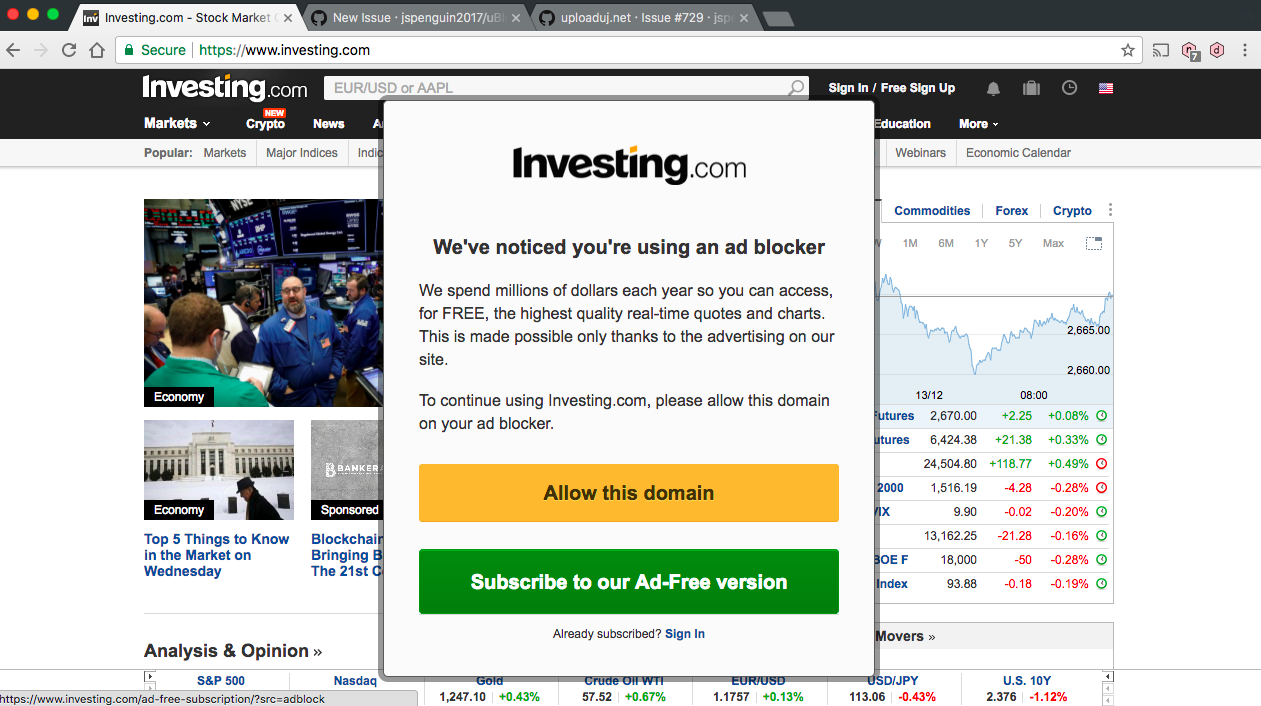 Investing.com - Stock Market
New Issue · jspenguin2017/uBl
uploaduj.net · Issue #729 · jspe
Secure
https://www.investing.com
n
7
d
Investing.com
EUR/USD or AAPL
Sign In / Free Sign Up
Markets
NEW
Crypto
News
Education
More
Popular:
Markets
Major Indices
Webinars
Economic Calendar
Investing.com
We've noticed you're using an ad blocker
We spend millions of dollars each year so you can access,
for FREE, the highest quality real-time quotes and charts.
This is made possible only thanks to the advertising on our
site.
To continue using Investing.com, please allow this domain
on your ad blocker.
Allow this domain
Subscribe to our Ad-Free version
Already subscribed? Sign In
NYSE
BHP
Economy
Economy
Top 5 Things to Know
in the Market on
Wednesday
BANKERA
Sponsored
Blockchain
Bringing B
The 21st C
Commodities
Forex
Crypto
1M 6M 1Y 5Y Max
2,665.00
2,660.00
13/12 08:00
Futures 2,670.00 +2.25 +0.08%
utures 6,424.38 +21.38 +0.33%
24,504.80 +118.77 +0.49%
2000 1,516.19 -4.28 -0.28%
VIX 9.90 -0.02 -0.20%
13,162.25 -21.28 -0.16%
BOE F 18,000 -50 -0.28%
Index 93.88 -0.18 -0.19%
Analysis & Opinion »
Movers »
S&P 500
Nasdaq
Gold
1,247.10 +0.43%
Crude Oil WTI
57.52 +0.67%
EUR/USD
1.1757 +0.13%
USD/JPY
113.06 -0.43%
U.S. 10Y
2.376 -1.12%
https://www.investing.com/ad-free-subscription/?src=adblock